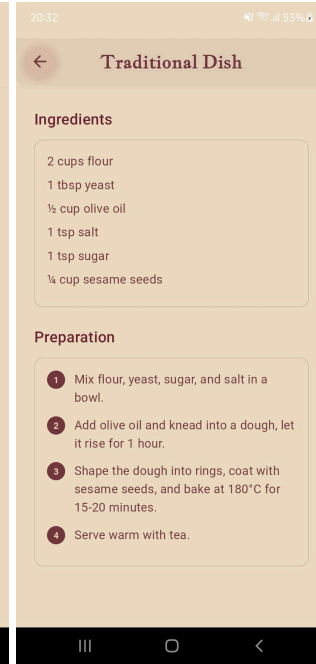 20:32
53%
Traditional Dish
Ingredients
2 cups flour
1 tbsp yeast
½ cup olive oil
1 tsp salt
1 tsp sugar
¼ cup sesame seeds
Preparation
1 Mix flour, yeast, sugar, and salt in a
bowl.
2 Add olive oil and knead into a dough, let
it rise for 1 hour.
3 Shape the dough into rings, coat with
sesame seeds, and bake at 180°C for
15-20 minutes.
4 Serve warm with tea.